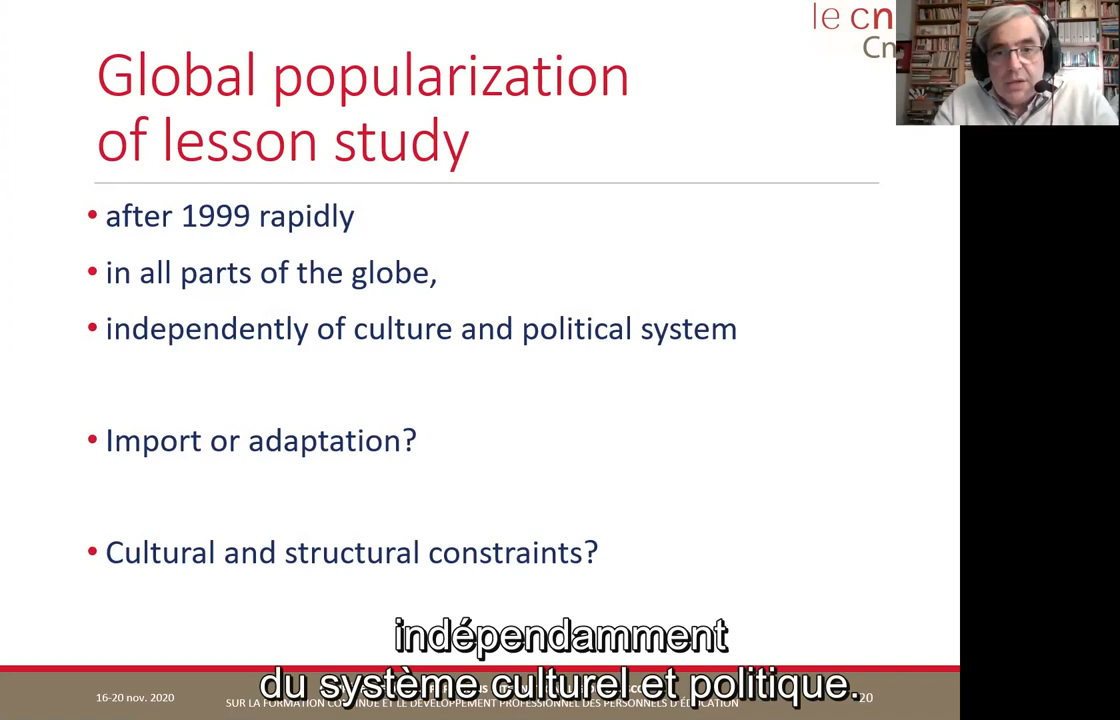 le cn
Cn
Global popularization
of lesson study
• after 1999 rapidly
• in all parts of the globe,
• independently of culture and political system
• Import or adaptation?
• Cultural and structural constraints?
indépendamment
du système culturel et politique.
16-20 nov. 2020
SUR LA FORMATION CONTINUE ET LE DÉVELOPPEMENT PROFESSIONNEL DES PERSONNELS D'ÉDUCATION
20